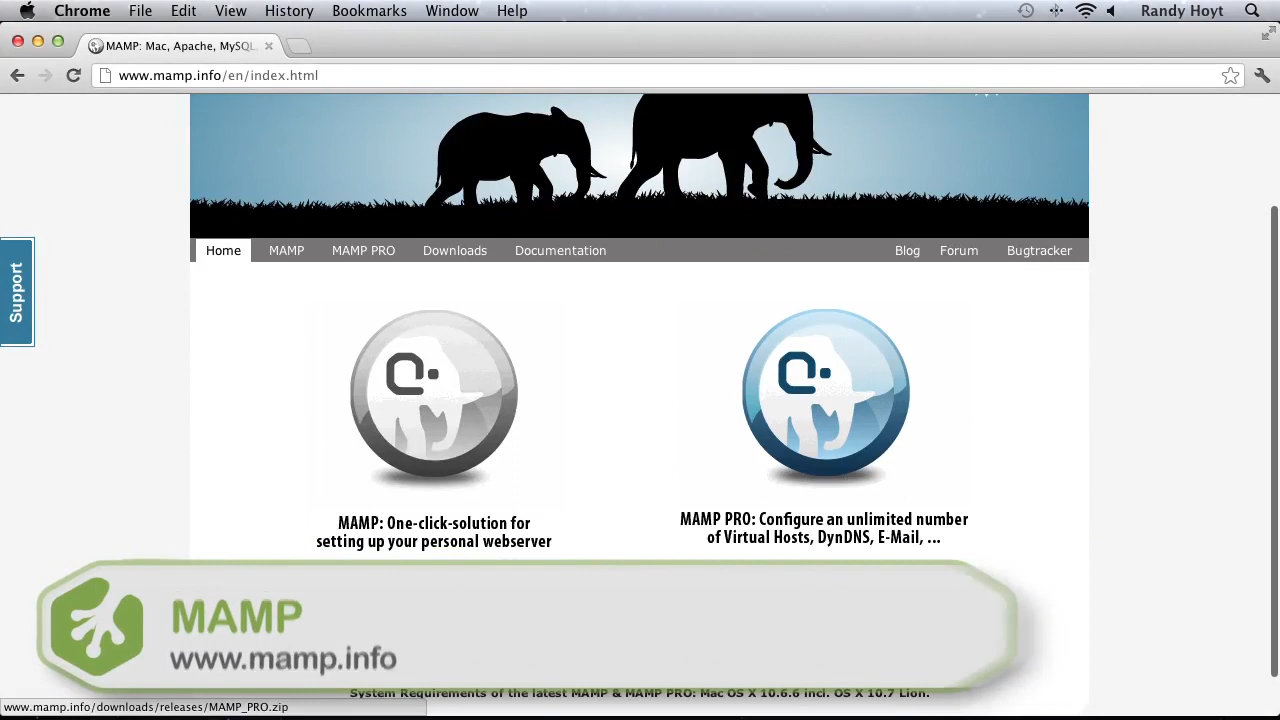 Chrome File Edit View History Bookmarks Window Help Randy Hoyt
MAMP: Mac, Apache, MySQL,
www.mamp.info/en/index.html
Home MAMP MAMP PRO Downloads Documentation Blog Forum Bugtracker
Support
MAMP: One-click-solution for
setting up your personal webserver
MAMP PRO: Configure an unlimited number
of Virtual Hosts, DynDNS, E-Mail, ...
MAMP
www.mamp.info
System Requirements of the latest MAMP & MAMP PRO: Mac OS X 10.6.6 incl. OS X 10.7 Lion.
www.mamp.info/downloads/releases/MAMP_PRO.zip